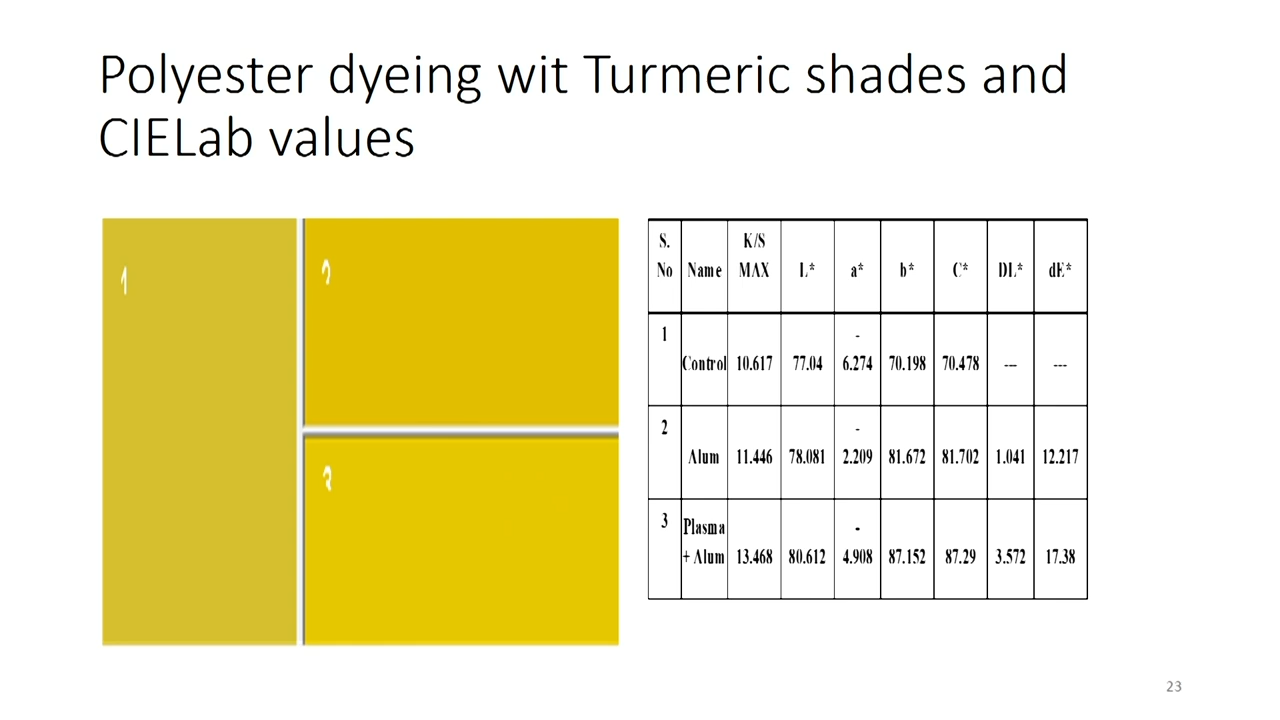 Polyester dyeing wit Turmeric shades and
CIELab values
1
2
3
S. No Name K/S MAX L* a* b* C* DL* dE*
1 Control 10.617 77.04 -6.274 70.198 70.478 --- ---
2 Alum 11.446 78.081 -2.209 81.672 81.702 1.041 12.217
3 Plasma + Alum 13.468 80.612 -4.908 87.152 87.29 3.572 17.38
23